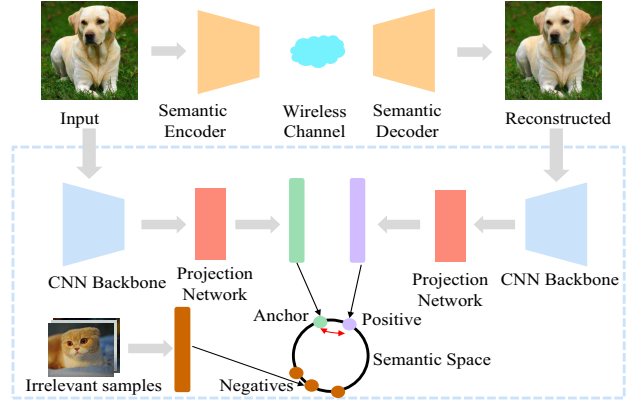 Input
Semantic
Encoder
Wireless
Channel
Semantic
Decoder
Reconstructed
CNN Backbone
Projection
Network
Projection
Network
CNN Backbone
Anchor
Positive
Semantic Space
Irrelevant samples
Negatives